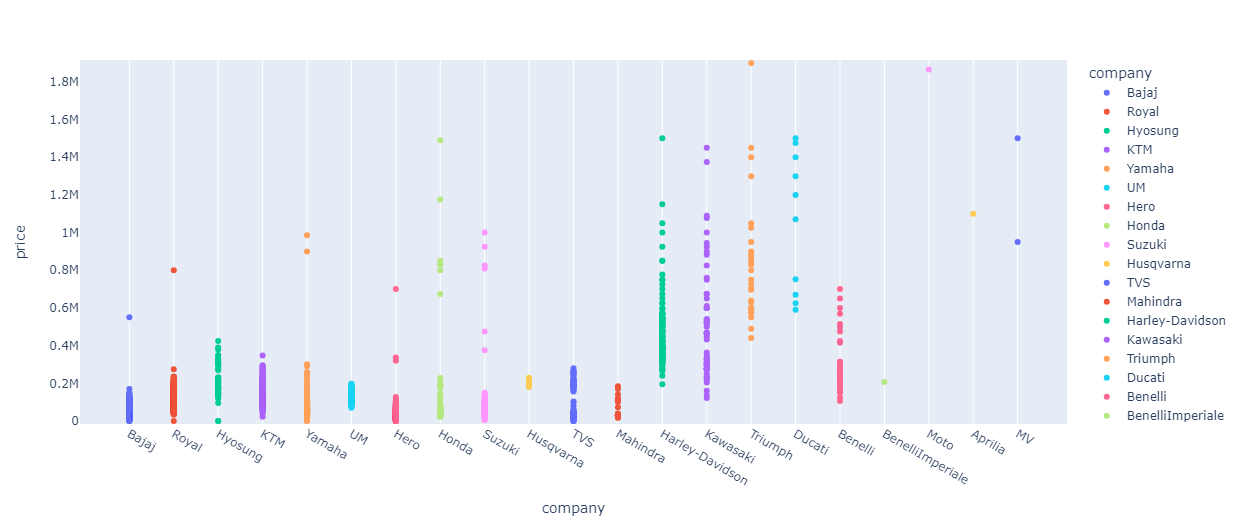 price
1.8M
1.6M
1.4M
1.2M
1M
0.8M
0.6M
0.4M
0.2M
0
Bajaj
Royal
Hyosung
KTM
Yamaha
UM
Hero
Honda
Suzuki
Husqvarna
TVS
Mahindra
Harley-Davidson
Kawasaki
Triumph
Ducati
Benelli
BenelliImperiale
Moto
Aprilia
MV
company
company
Bajaj
Royal
Hyosung
KTM
Yamaha
UM
Hero
Honda
Suzuki
Husqvarna
TVS
Mahindra
Harley-Davidson
Kawasaki
Triumph
Ducati
Benelli
BenelliImperiale